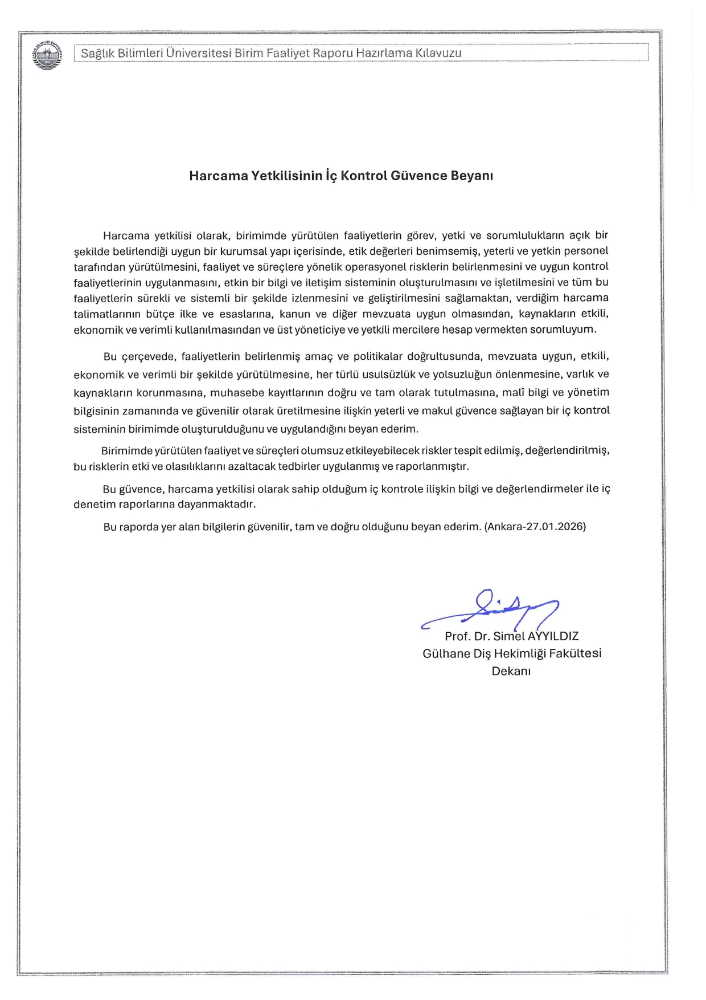 Sağlık Bilimleri Üniversitesi Birim Faaliyet Raporu Hazırlama Kılavuzu
Harcama Yetkilisinin İç Kontrol Güvence Beyanı
Harcama yetkilisi olarak, birimimde yürütülen faaliyetlerin görev, yetki ve sorumlulukların açık bir
şekilde belirlendiği uygun bir kurumsal yapı içerisinde, etik değerleri benimsemiş, yeterli ve yetkin personel
tarafından yürütülmesini, faaliyet ve süreçlere yönelik operasyonel risklerin belirlenmesini ve uygun kontrol
faaliyetlerinin uygulanmasını, etkin bir bilgi ve iletişim sisteminin oluşturulmasını ve işletilmesini ve tüm bu
faaliyetlerin sürekli ve sistemli bir şekilde izlenmesini ve geliştirilmesini sağlamaktan, verdiğim harcama
talimatlarının bütçe ilke ve esaslarına, kanun ve diğer mevzuata uygun olmasından, kaynakların etkili,
ekonomik ve verimli kullanılmasından ve üst yöneticiye ve yetkili mercilere hesap vermekten sorumluyum.
Bu çerçevede, faaliyetlerin belirlenmiş amaç ve politikalar doğrultusunda, mevzuata uygun, etkili,
ekonomik ve verimli bir şekilde yürütülmesine, her türlü usulsüzlük ve yolsuzluğun önlenmesine, varlık ve
kaynakların korunmasına, muhasebe kayıtlarının doğru ve tam olarak tutulmasına, malî bilgi ve yönetim
bilgisinin zamanında ve güvenilir olarak üretilmesine ilişkin yeterli ve makul güvence sağlayan bir iç kontrol
sisteminin birimimde oluşturulduğunu ve uygulandığını beyan ederim.
Birimimde yürütülen faaliyet ve süreçleri olumsuz etkileyebilecek riskler tespit edilmiş, değerlendirilmiş,
bu risklerin etki ve olasılıklarını azaltacak tedbirler uygulanmış ve raporlanmıştır.
Bu güvence, harcama yetkilisi olarak sahip olduğum iç kontrole ilişkin bilgi ve değerlendirmeler ile iç
denetim raporlarına dayanmaktadır.
Bu raporda yer alan bilgilerin güvenilir, tam ve doğru olduğunu beyan ederim. (Ankara-27.01.2026)
Prof. Dr. Simel AYYILDIZ
Gülhane Diş Hekimliği Fakültesi
Dekanı